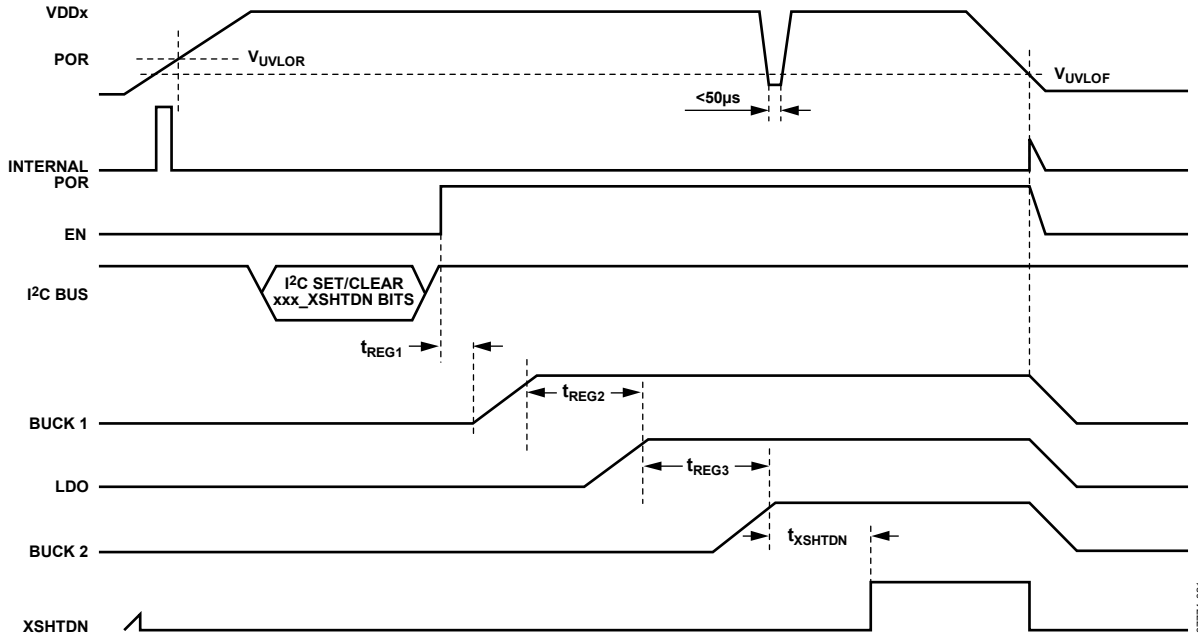 VDDx
POR
VUVLOR
VUVLOF
<50µs
INTERNAL
POR
EN
I2C BUS
I2C SET/CLEAR
xxx_XSHTDN BITS
tREG1
BUCK 1
tREG2
LDO
tREG3
BUCK 2
tXSHTDN
XSHTDN